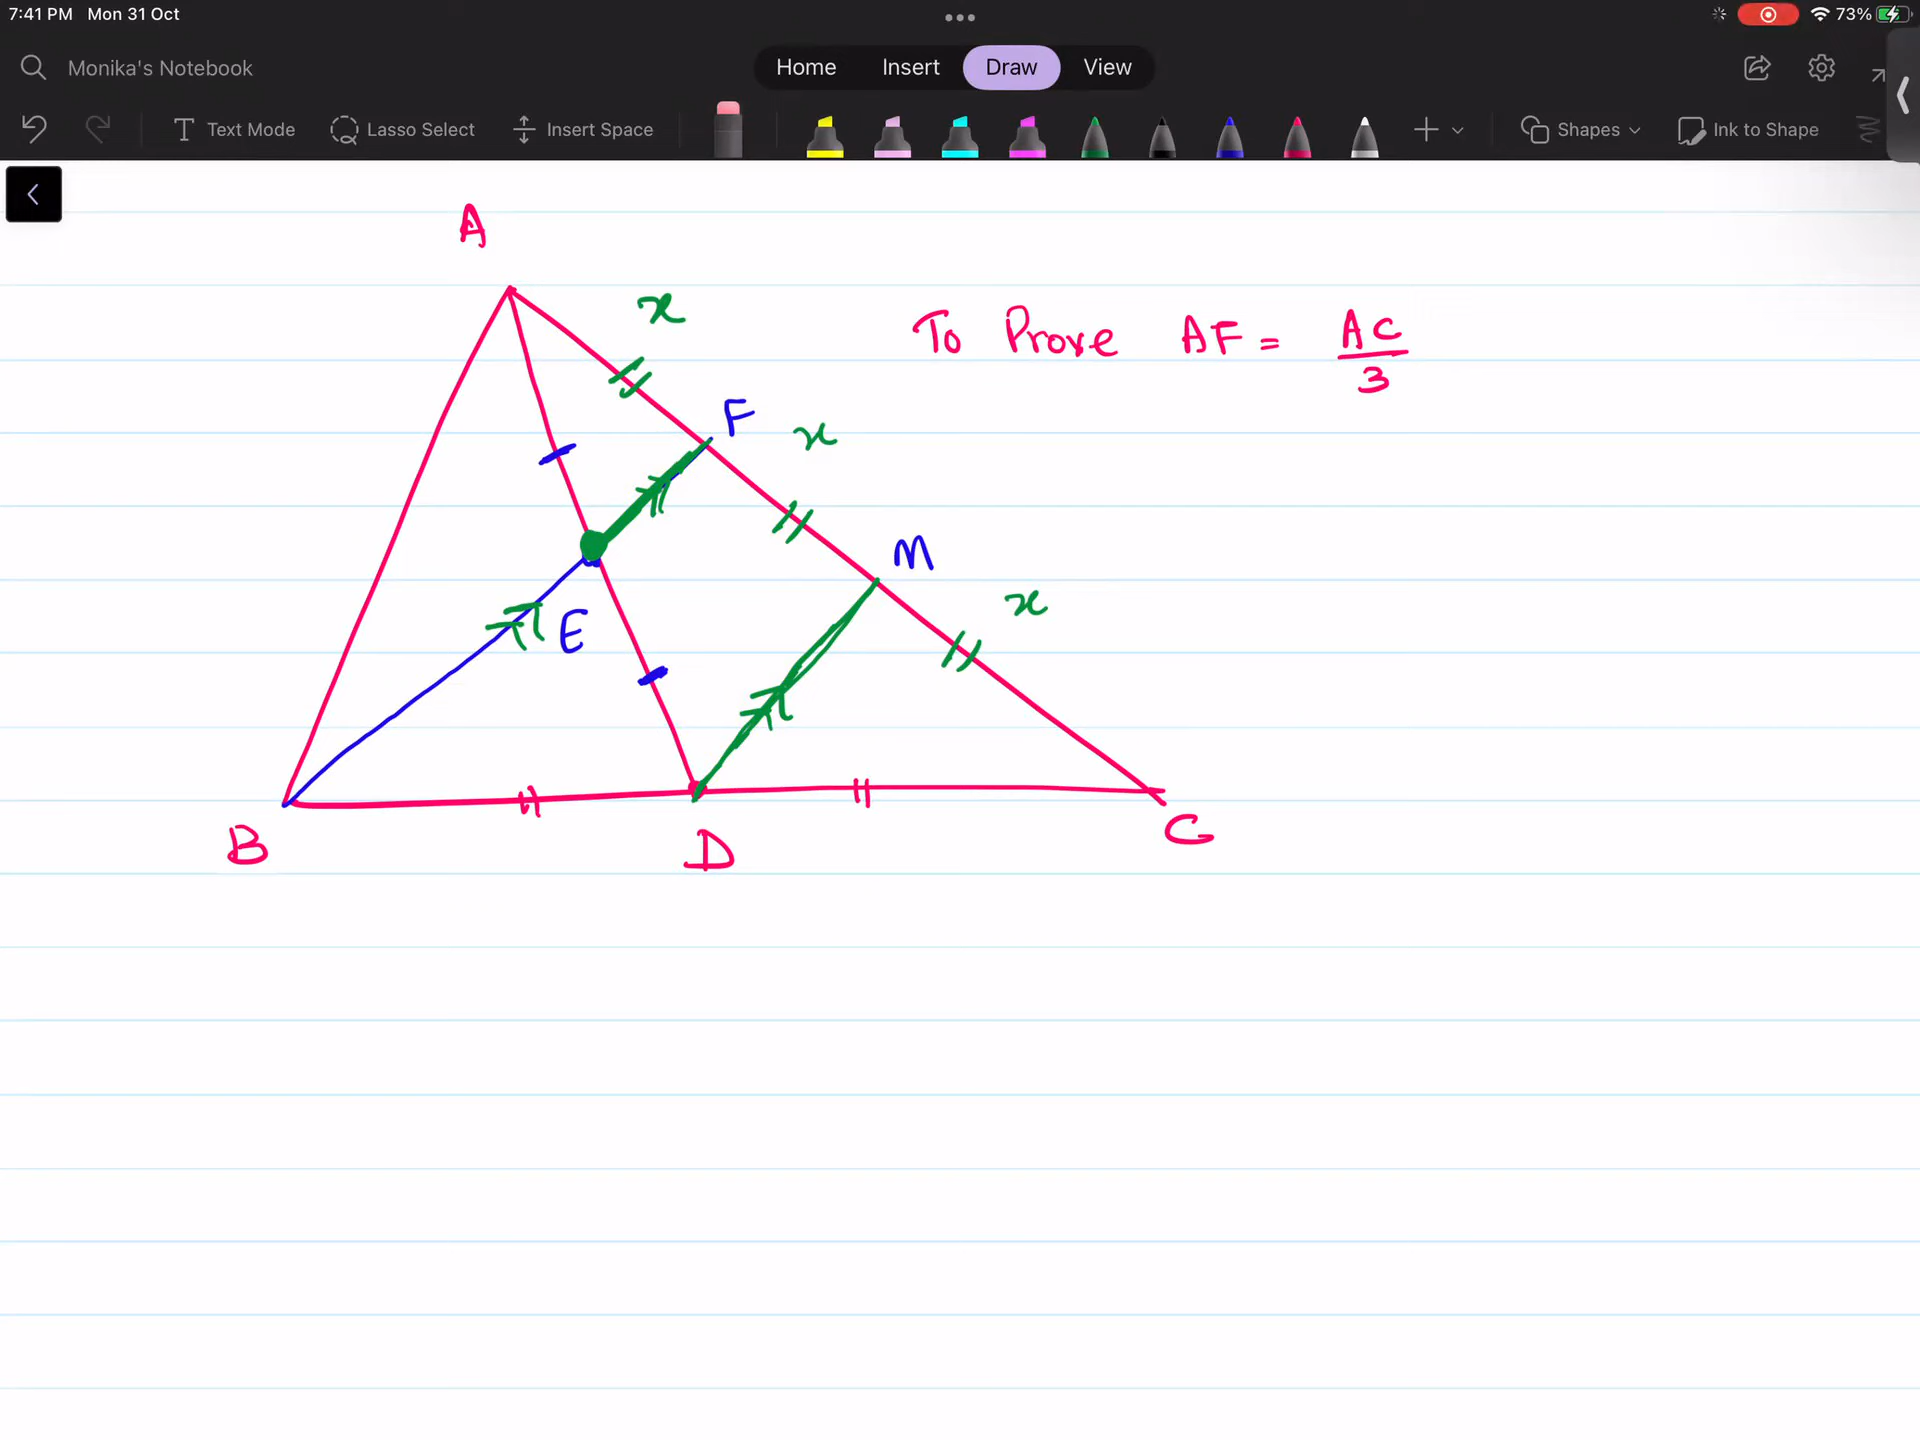 7:41 PM Mon 31 Oct
73%
Monika's Notebook
Home Insert Draw View
Text Mode Lasso Select Insert Space Shapes Ink to Shape
A
x
To Prove AF = AC/3
F
x
M
x
E
B
D
C